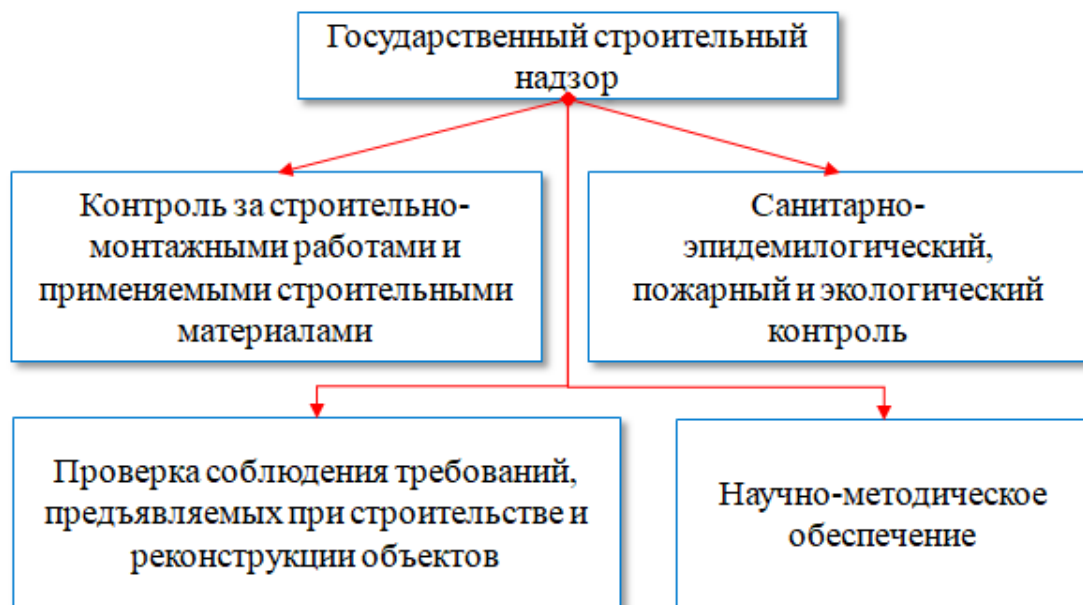 Государственный строительный
надзор
Контроль за строительно-
монтажными работами и
применяемыми строительными
материалами
Санитарно-
эпидемилогический,
пожарный и экологический
контроль
Проверка соблюдения требований,
предъявляемых при строительстве и
реконструкции объектов
Научно-методическое
обеспечение